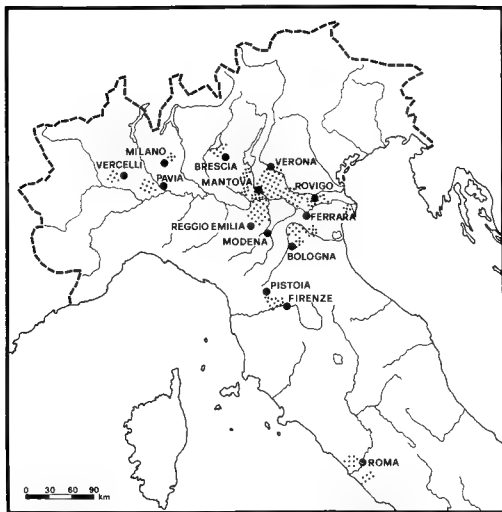 MILANO
VERCELLI
PAVIA
BRESCIA
VERONA
MANTOVA
ROVIGO
FERRARA
REGGIO EMILIA
MODENA
BOLOGNA
PISTOIA
FIRENZE
ROMA
0 30 60 90
km